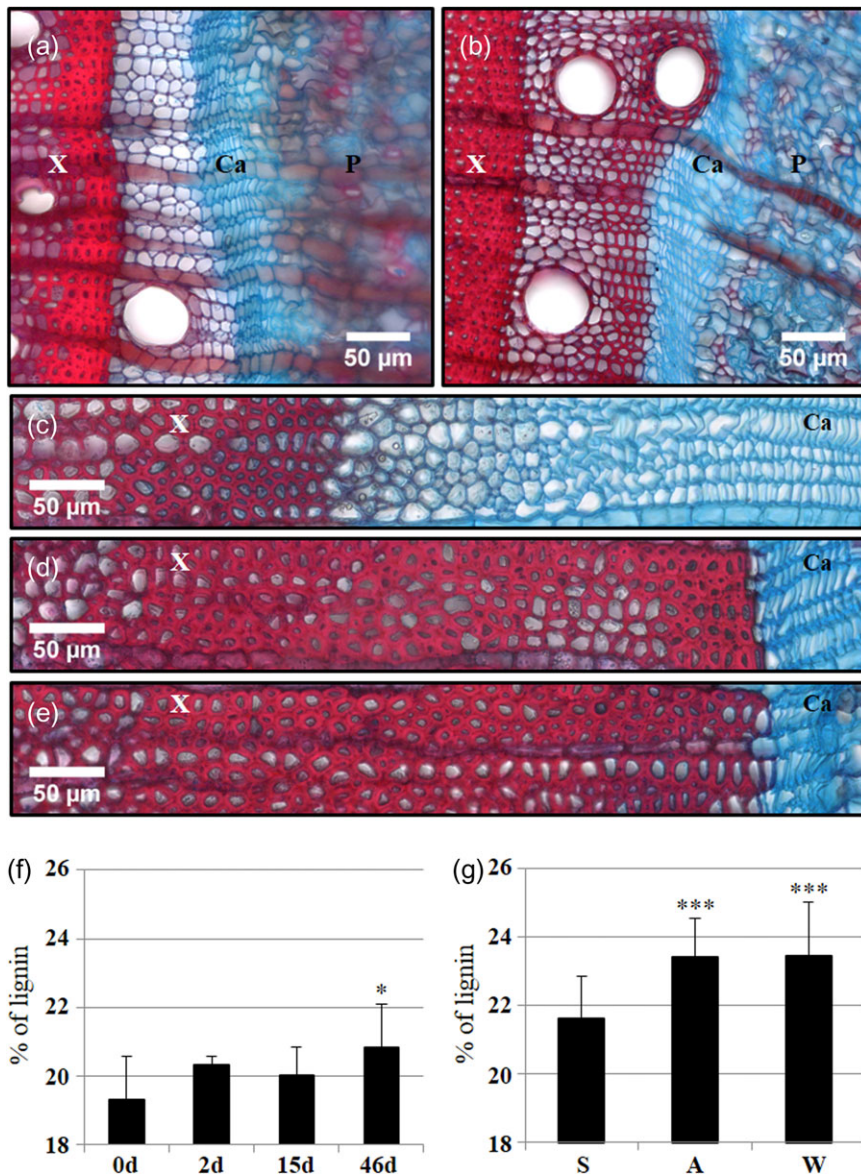 (a)
X
Ca
P
50 µm
(b)
X
Ca
P
50 µm
(c)
X
Ca
50 µm
(d)
X
Ca
50 µm
(e)
X
Ca
50 µm
(f)
% of lignin
26
24
22
20
18
*
0d
2d
15d
46d
(g)
% of lignin
26
24
22
20
18
***
***
S
A
W